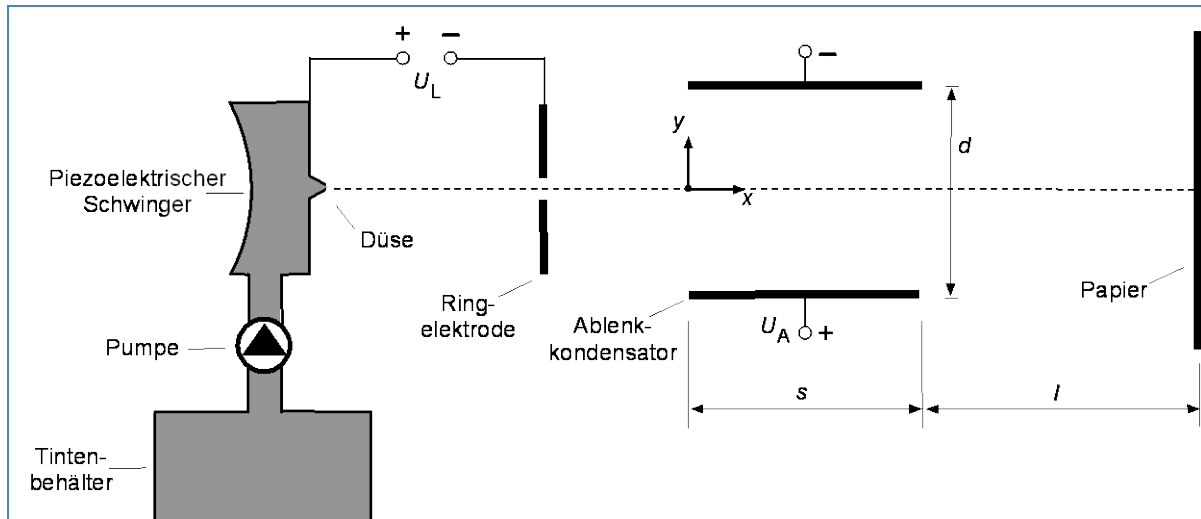 + −
U_L
−
y
d
Piezoelektrischer
Schwinger
x
Düse
Ring-
elektrode
Ablenk-
kondensator
U_A +
Papier
Pumpe
s
l
Tinten-
behälter